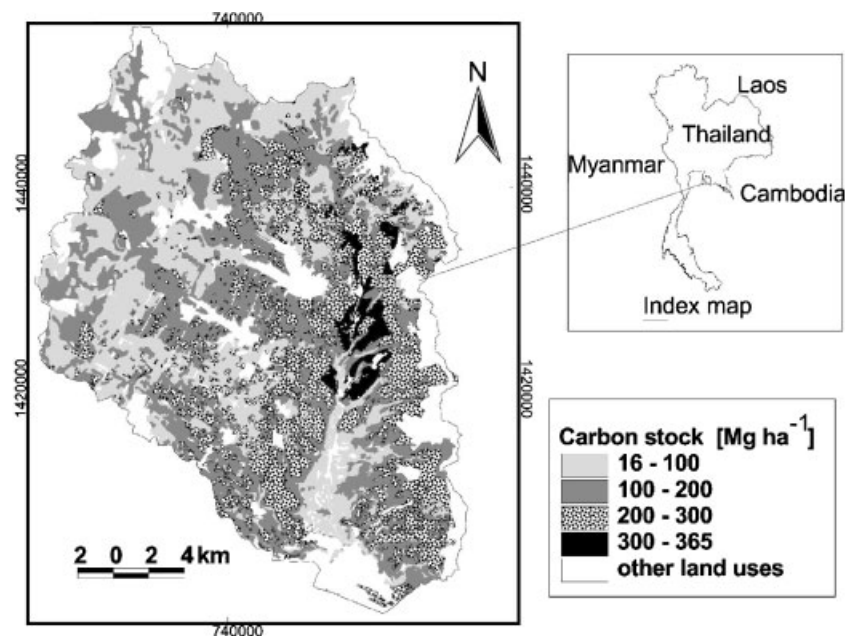 740000
N
1440000
1440000
1420000
1420000
2 0 2 4 km
740000
Laos
Thailand
Myanmar
Cambodia
Index map
Carbon stock [Mg ha⁻¹]
16 - 100
100 - 200
200 - 300
300 - 365
other land uses